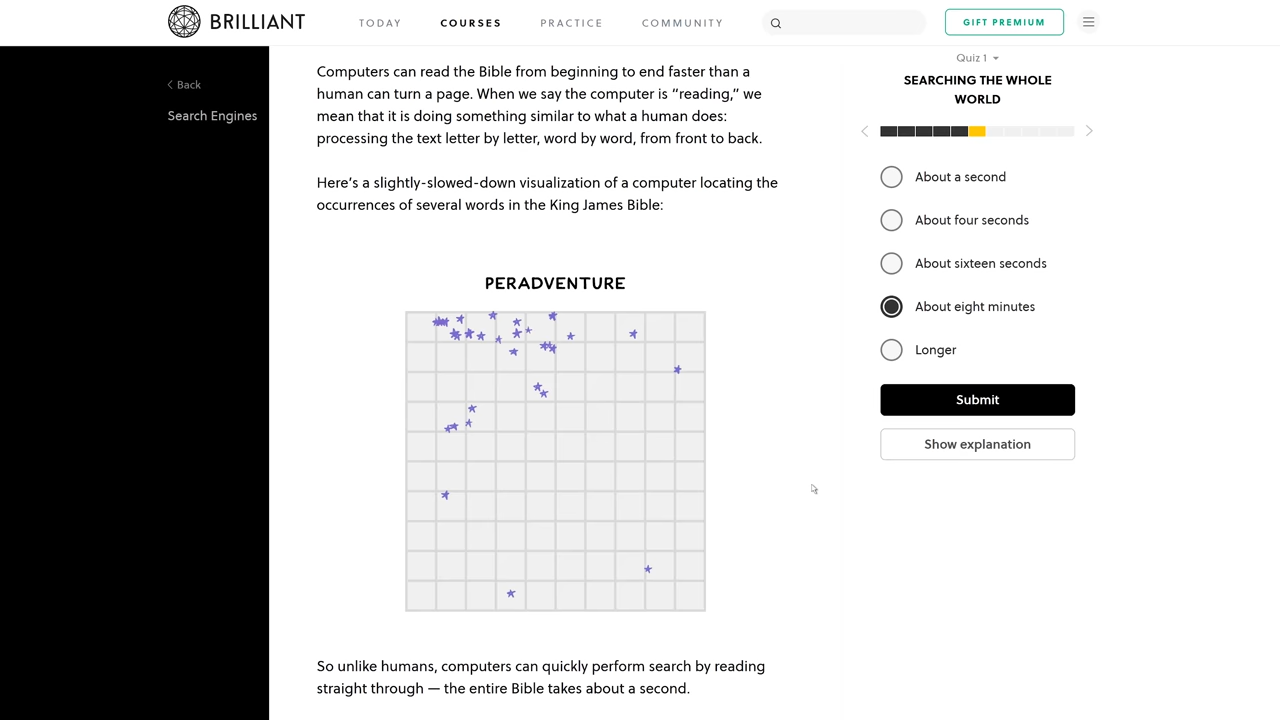 BRILLIANT
TODAY
COURSES
PRACTICE
COMMUNITY
GIFT PREMIUM
Back
Search Engines
Computers can read the Bible from beginning to end faster than a
human can turn a page. When we say the computer is “reading,” we
mean that it is doing something similar to what a human does:
processing the text letter by letter, word by word, from front to back.
Here’s a slightly-slowed-down visualization of a computer locating the
occurrences of several words in the King James Bible:
PERADVENTURE
So unlike humans, computers can quickly perform search by reading
straight through — the entire Bible takes about a second.
Quiz 1
SEARCHING THE WHOLE
WORLD
About a second
About four seconds
About sixteen seconds
About eight minutes
Longer
Submit
Show explanation